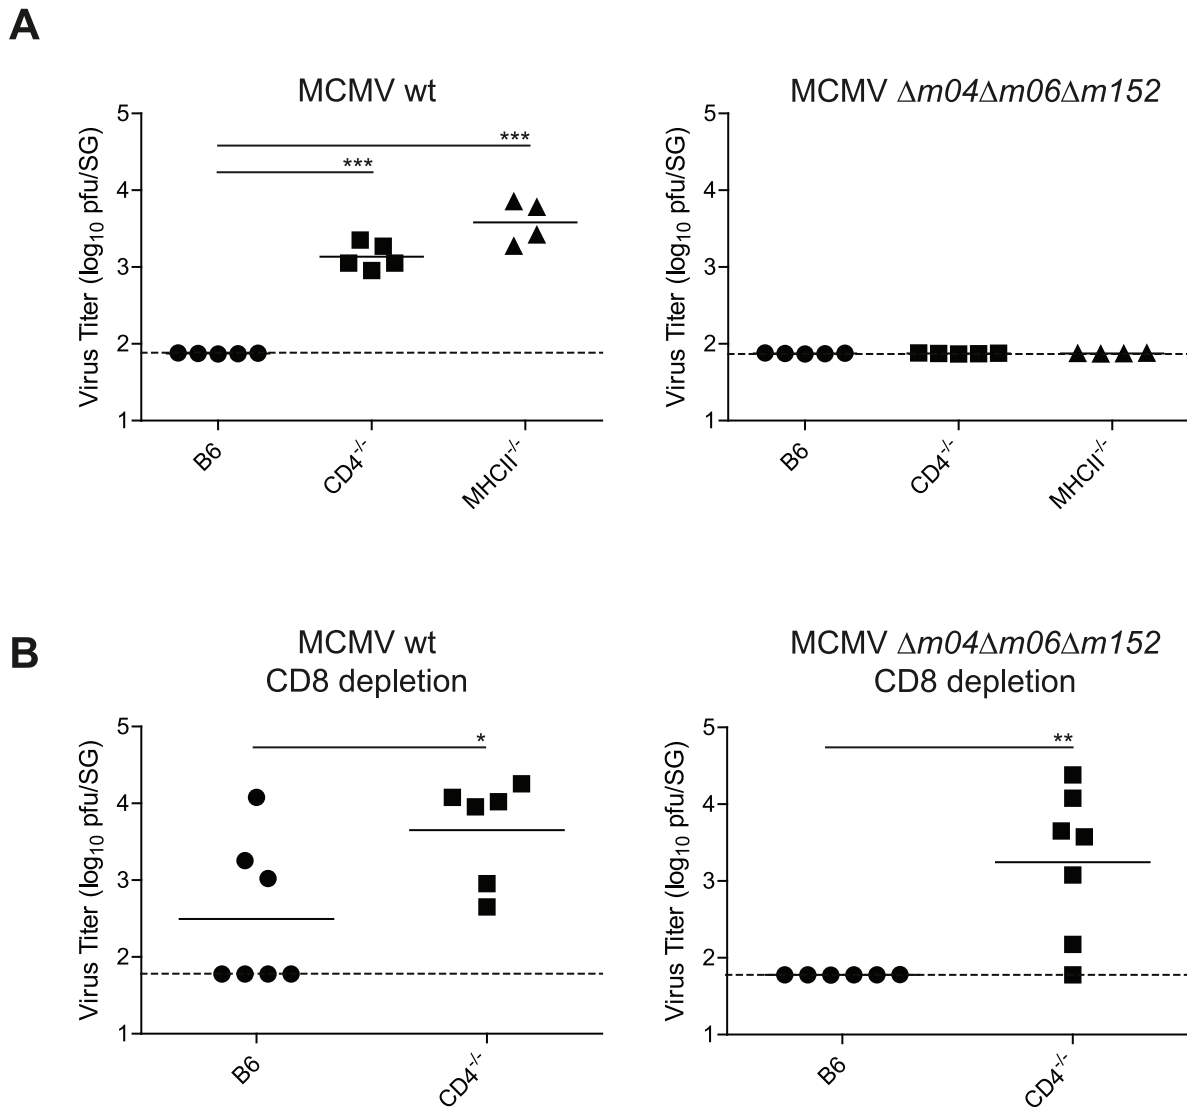 A
MCMV wt
Virus Titer (log10 pfu/SG)
5
4
3
2
1
***
***
B6
CD4-/-
MHCII-/-
MCMV Δm04Δm06Δm152
Virus Titer (log10 pfu/SG)
5
4
3
2
1
B6
CD4-/-
MHCII-/-
B
MCMV wt
CD8 depletion
Virus Titer (log10 pfu/SG)
5
4
3
2
1
*
B6
CD4-/-
MCMV Δm04Δm06Δm152
CD8 depletion
Virus Titer (log10 pfu/SG)
5
4
3
2
1
**
B6
CD4-/-